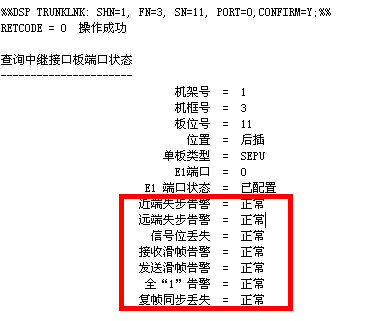 %%DSP TRUNKLNK: SHN=1, FN=3, SN=11, PORT=0,CONFIRM=Y;%%
RETCODE = 0  操作成功
查询中继接口板端口状态
---------------------
机架号  =  1
机框号  =  3
板位号  =  11
位置  =  后插
单板类型  =  SEPU
E1端口  =  0
E1 端口状态  =  已配置
近端失步告警  =  正常
远端失步告警  =  正常
信号位丢失  =  正常
接收滑帧告警  =  正常
发送滑帧告警  =  正常
全“1”告警  =  正常
复帧同步丢失  =  正常